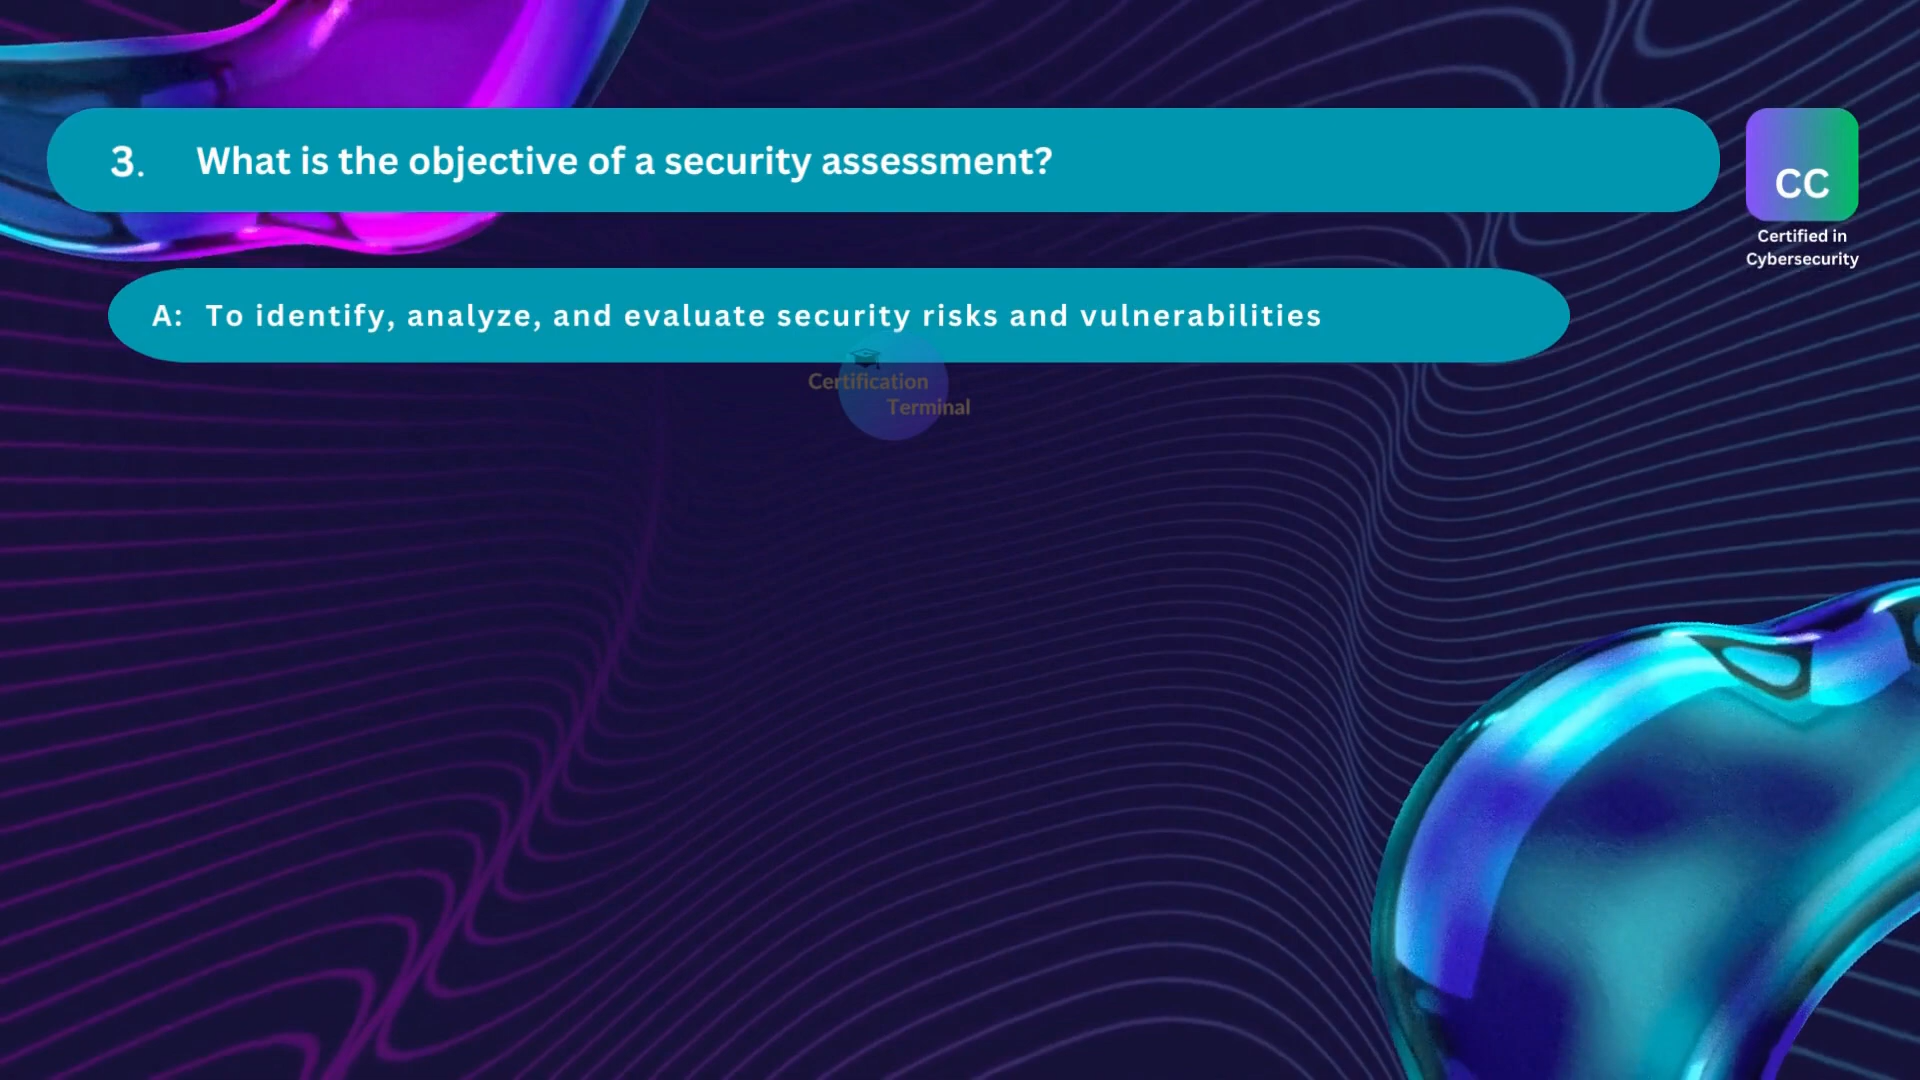 3. What is the objective of a security assessment?
CC
Certified in
Cybersecurity
A: To identify, analyze, and evaluate security risks and vulnerabilities
Certification
Terminal